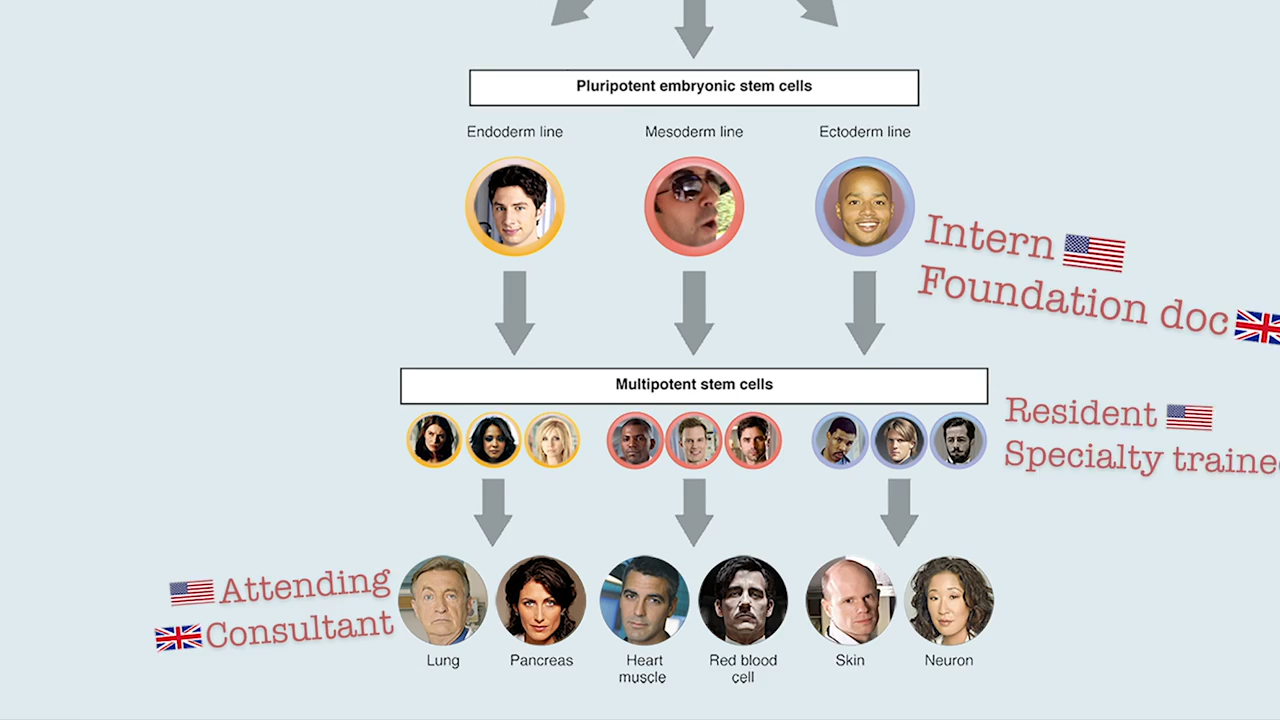 Pluripotent embryonic stem cells
Endoderm line
Mesoderm line
Ectoderm line
Intern
Foundation doc
Multipotent stem cells
Resident
Specialty
Attending
Consultant
Lung
Pancreas
Heart
muscle
Red blood
cell
Skin
Neuron